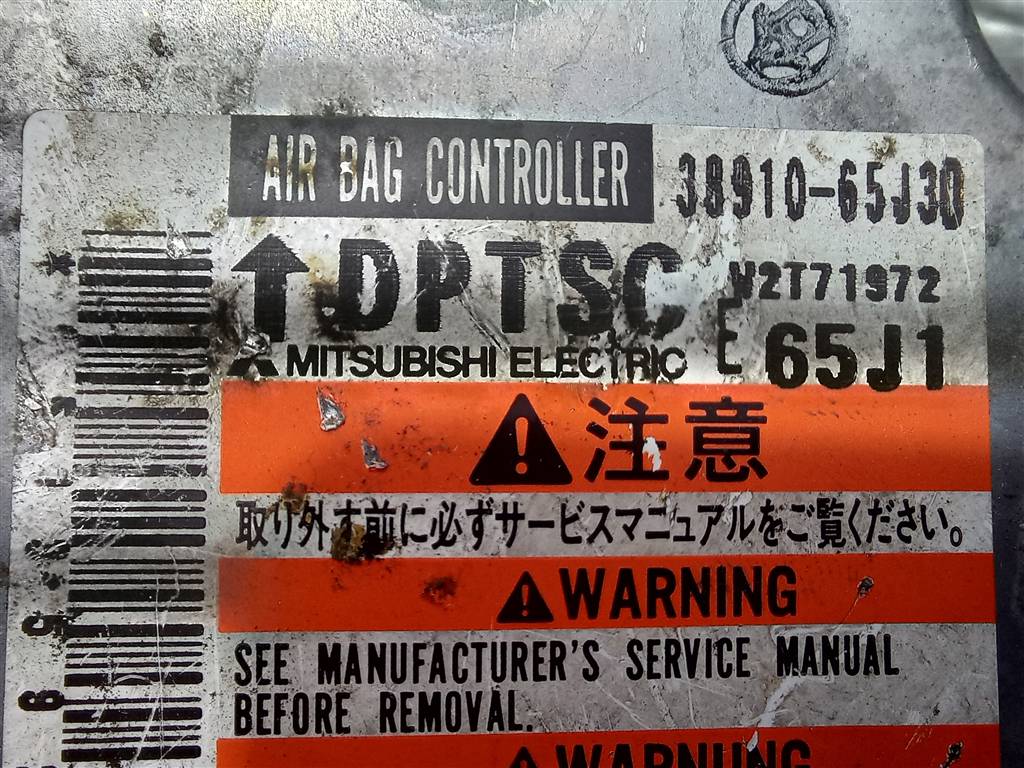 AIR BAG CONTROLLER 38910-65J30
DPTSC W2T71972
MITSUBISHI ELECTRIC E 65J1
注意
取り外す前に必ずサービスマニュアルをご覧ください。
WARNING
SEE MANUFACTURER'S SERVICE MANUAL
BEFORE REMOVAL.
WARNING